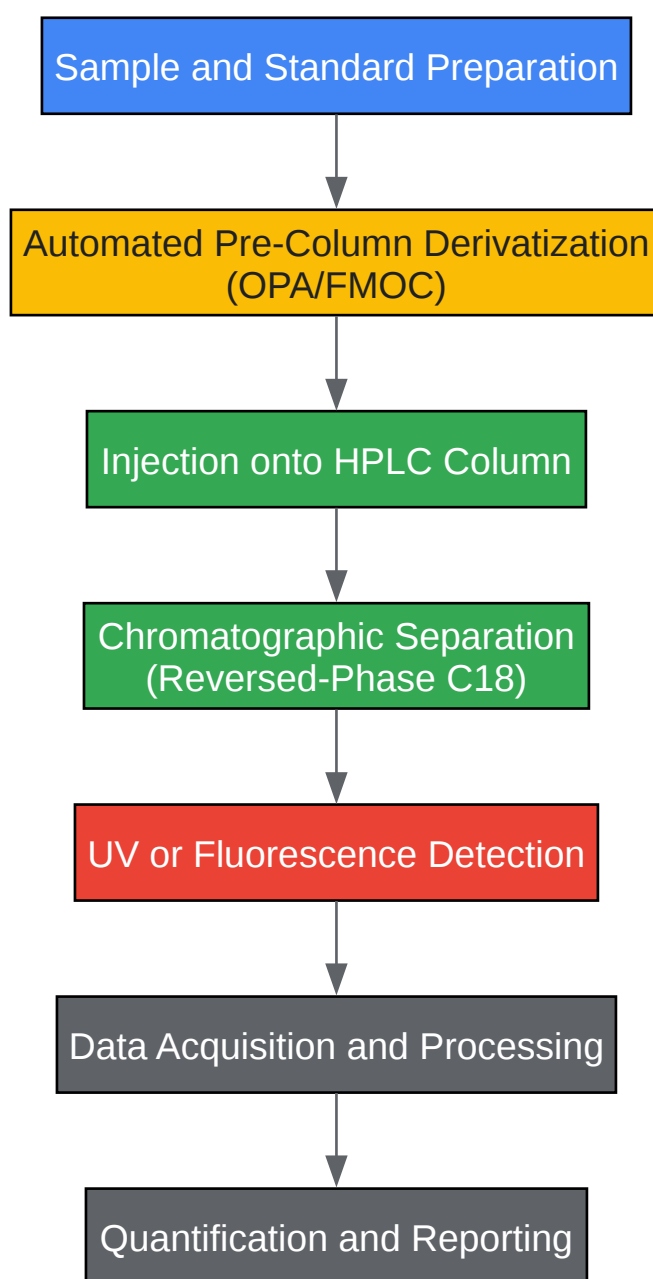 Sample and Standard Preparation
Automated Pre-Column Derivatization
(OPA/FMOC)
Injection onto HPLC Column
Chromatographic Separation
(Reversed-Phase C18)
UV or Fluorescence Detection
Data Acquisition and Processing
Quantification and Reporting